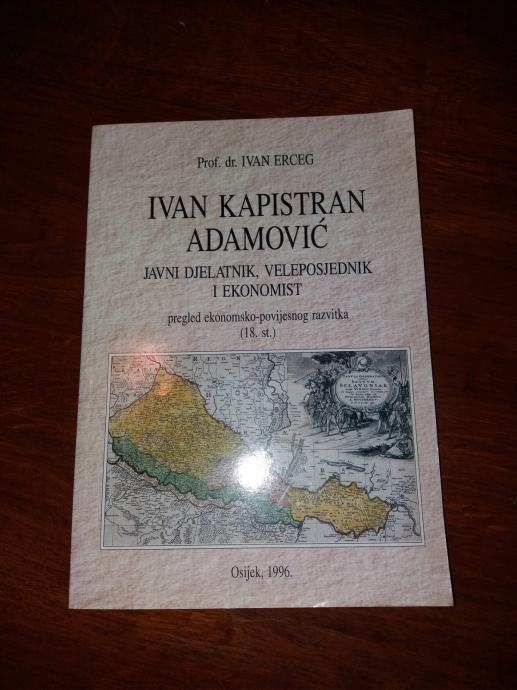 Prof. dr. IVAN ERCEG
IVAN KAPISTRAN
ADAMOVIĆ
JAVNI DJELATNIK, VELEPOSJEDNIK
I EKONOMIST
pregled ekonomsko-povijesnog razvitka
(18. st.)
SCLAVONIAE
Osijek, 1996.